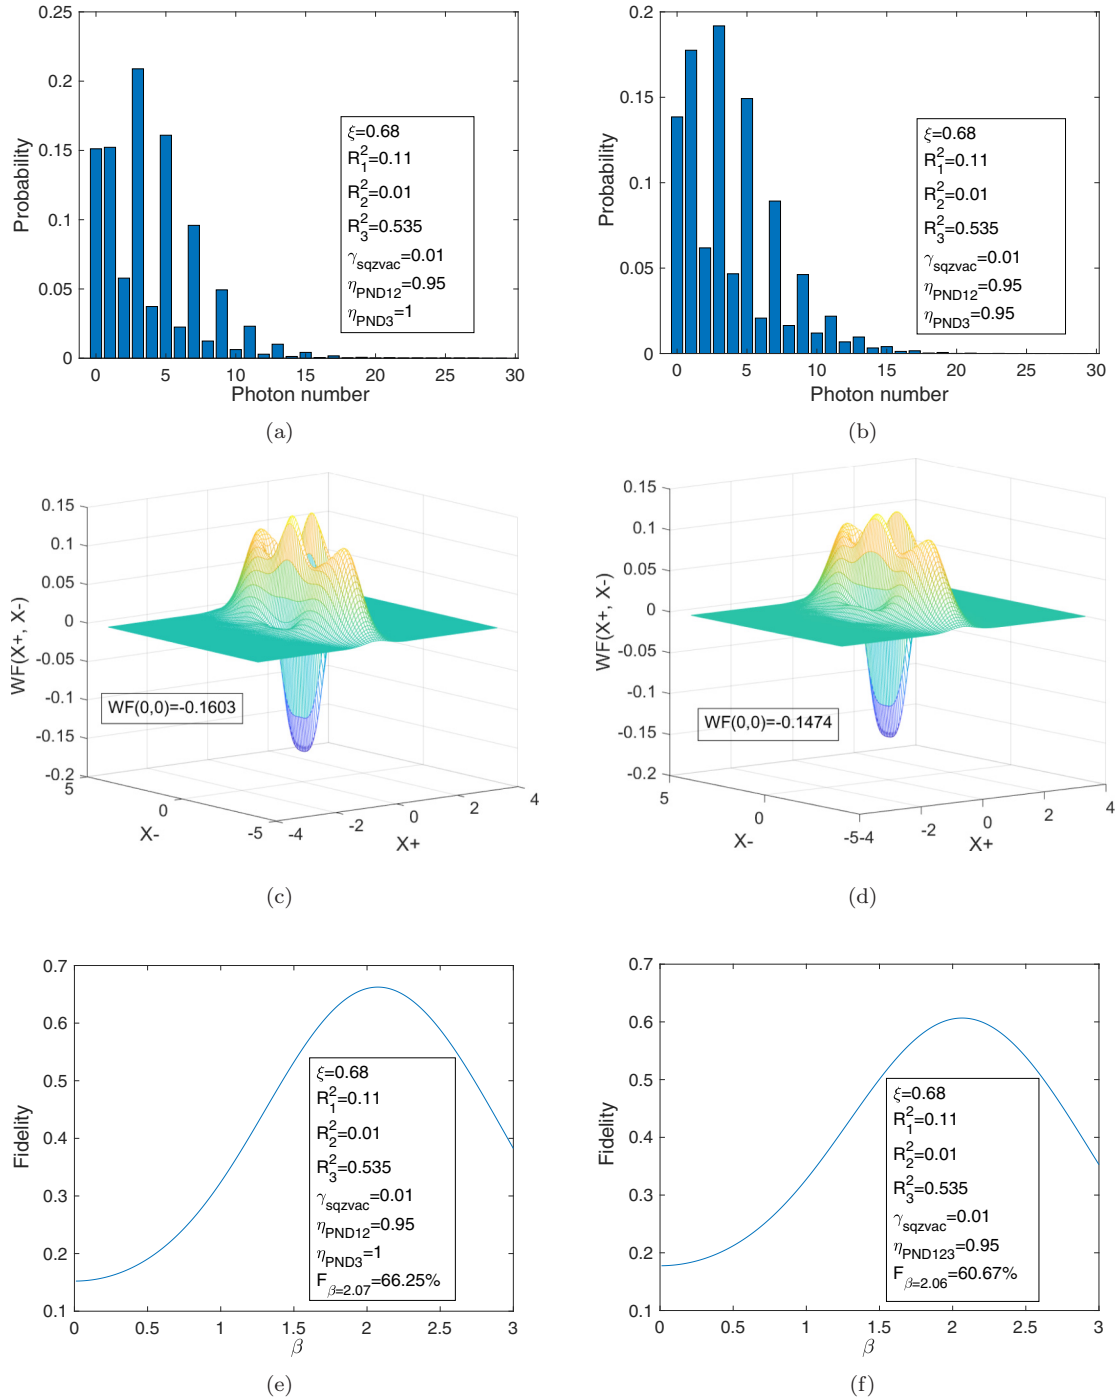 0.25
0.2
0.15
0.1
0.05
0
Probability
0 5 10 15 20 25 30
Photon number
ξ=0.68
R₁²=0.11
R₂²=0.01
R₃²=0.535
γsqzvac=0.01
ηPND12=0.95
ηPND3=1
(a)
0.2
0.15
0.1
0.05
0
Probability
0 5 10 15 20 25 30
Photon number
ξ=0.68
R₁²=0.11
R₂²=0.01
R₃²=0.535
γsqzvac=0.01
ηPND12=0.95
ηPND3=0.95
(b)
0.15
0.1
0.05
0
-0.05
-0.1
-0.15
-0.2
WF(X+, X-)
WF(0,0)=-0.1603
5 0 -5
X-
-4 -2 0 2 4
X+
(c)
0.15
0.1
0.05
0
-0.05
-0.1
-0.15
-0.2
WF(X+, X-)
WF(0,0)=-0.1474
5 0 -5
X-
-4 -2 0 2 4
X+
(d)
0.7
0.6
0.5
0.4
0.3
0.2
0.1
Fidelity
0 0.5 1 1.5 2 2.5 3
β
ξ=0.68
R₁²=0.11
R₂²=0.01
R₃²=0.535
γsqzvac=0.01
ηPND12=0.95
ηPND3=1
Fβ=2.07=66.25%
(e)
0.7
0.6
0.5
0.4
0.3
0.2
0.1
Fidelity
0 0.5 1 1.5 2 2.5 3
β
ξ=0.68
R₁²=0.11
R₂²=0.01
R₃²=0.535
γsqzvac=0.01
ηPND123=0.95
Fβ=2.06=60.67%
(f)